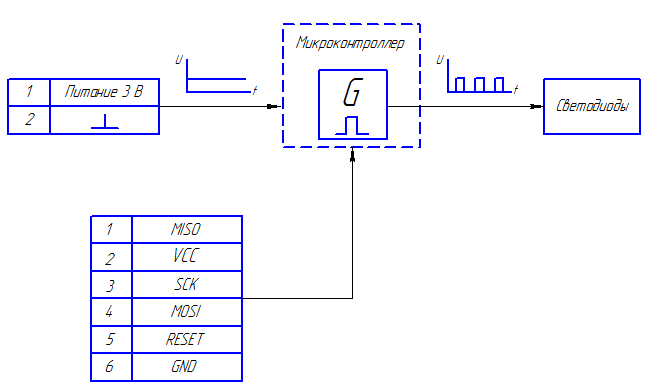 Микроконтроллер
U
t
1 Питание 3 В
2
G
U
t
Светодиоды
1 MISO
2 VCC
3 SCK
4 MOSI
5 RESET
6 GND